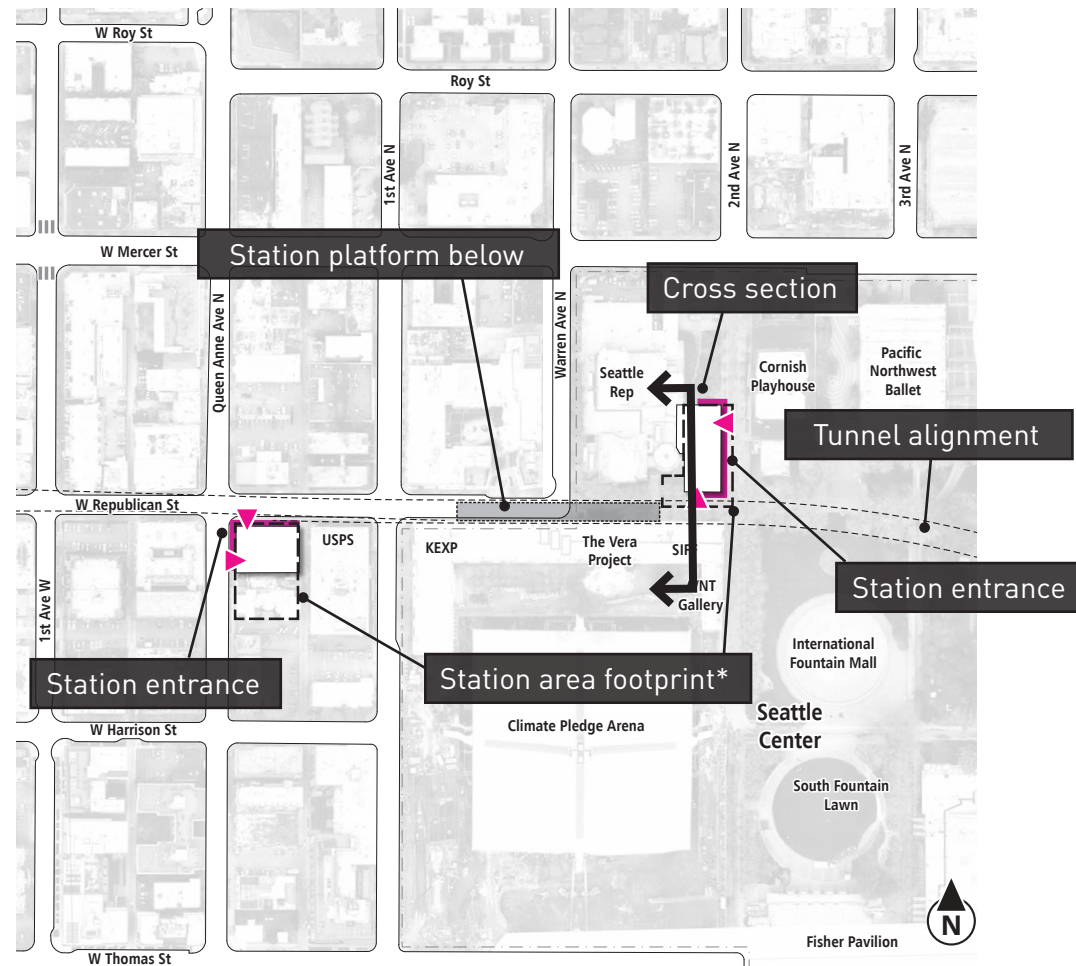 W Roy St
Roy St
1st Ave N
2nd Ave N
3rd Ave N
W Mercer St
Station platform below
Cross section
Queen Anne Ave N
Warren Ave N
Seattle
Rep
Cornish
Playhouse
Pacific
Northwest
Ballet
Tunnel alignment
W Republican St
USPS
KEXP
The Vera
Project
SIFF
VNT
Gallery
Station entrance
1st Ave W
International
Fountain Mall
Station entrance
Station area footprint*
W Harrison St
Climate Pledge Arena
Seattle
Center
South Fountain
Lawn
N
Fisher Pavilion
W Thomas St